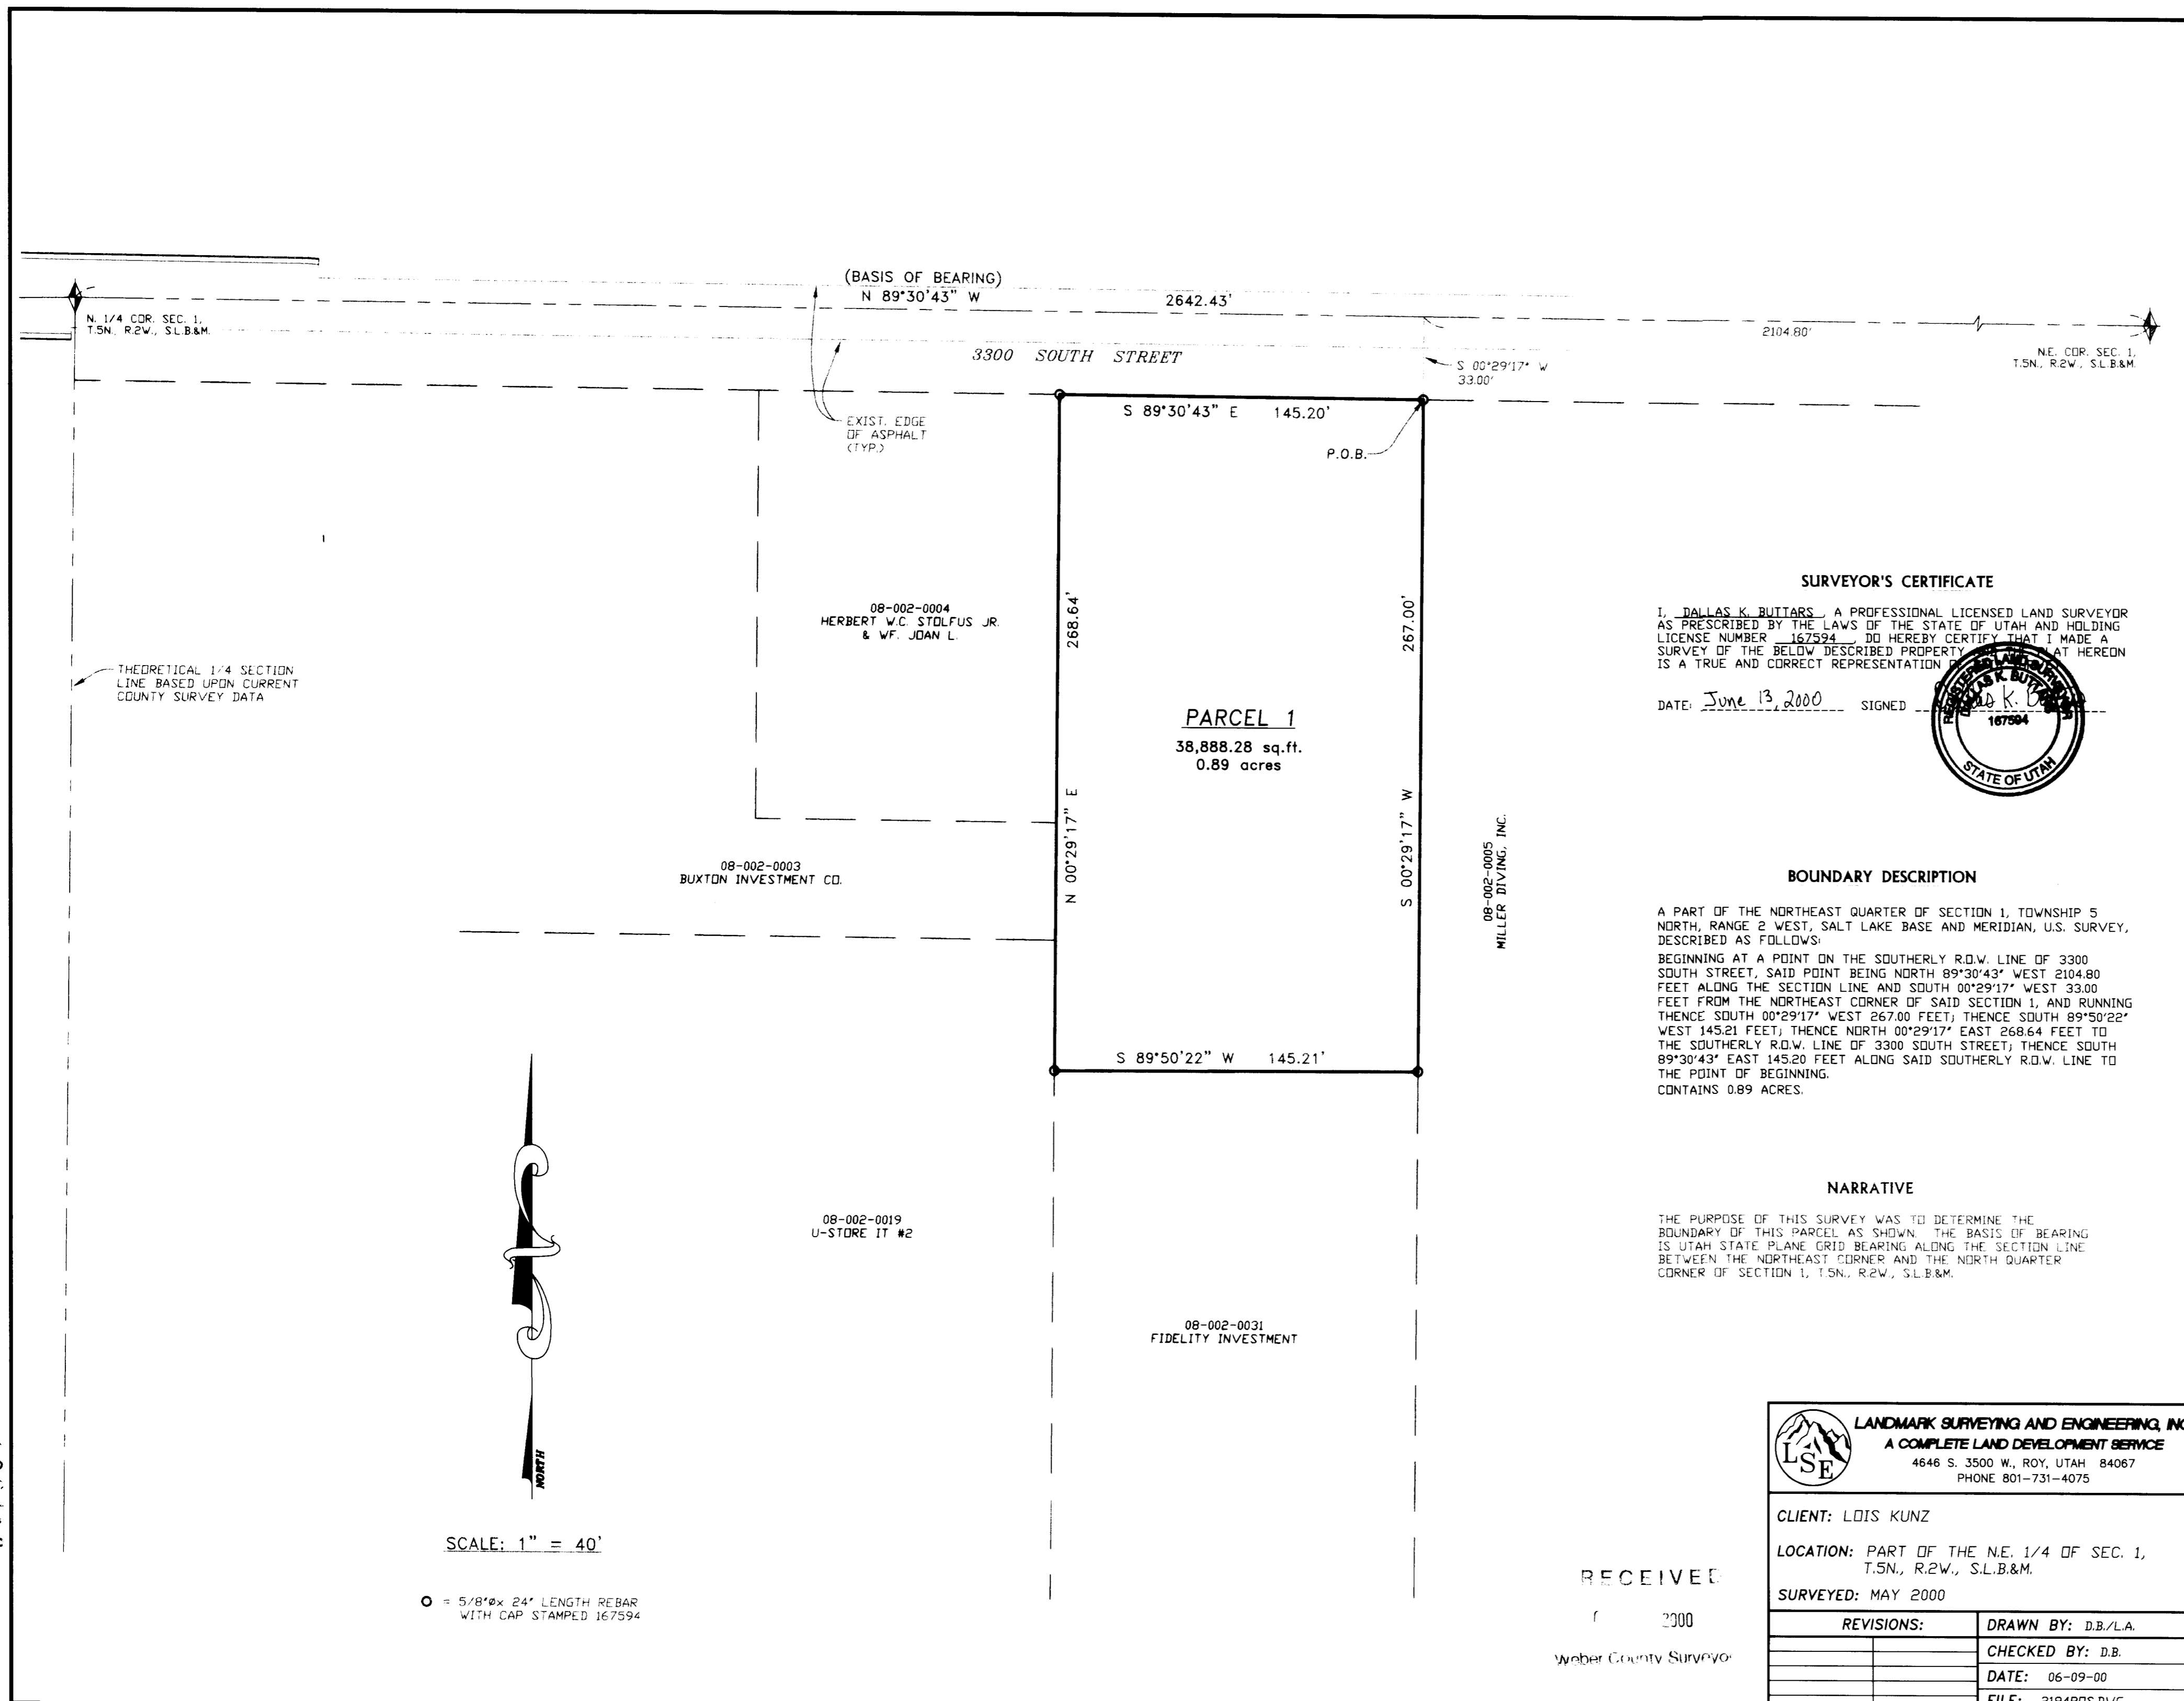 (BASIS OF BEARING)
N 89°30'43" W 2642.43'
N. 1/4 COR. SEC. 1,
T.5N., R.2W., S.L.B.&M.
2104.80'
N.E. COR. SEC. 1,
T.5N., R.2W., S.L.B.&M.
3300 SOUTH STREET
S 00°29'17" W
33.00'
EXIST. EDGE
OF ASPHALT
(TYP.)
S 89°30'43" E 145.20'
P.O.B.
08-002-0004
HERBERT W.C. STOLFUS JR.
& WF. JOAN L.
268.64'
N 00°29'17" E
267.00'
S 00°29'17" W
THEORETICAL 1/4 SECTION
LINE BASED UPON CURRENT
COUNTY SURVEY DATA
PARCEL 1
38,888.28 sq.ft.
0.89 acres
08-002-0003
BUXTON INVESTMENT CO.
08-002-0005
MILLER DIVING, INC.
S 89°50'22" W 145.21'
08-002-0019
U-STORE IT #2
08-002-0031
FIDELITY INVESTMENT
NORTH
SCALE: 1" = 40'
O = 5/8"øx 24" LENGTH REBAR
WITH CAP STAMPED 167594
SURVEYOR'S CERTIFICATE
I, DALLAS K. BUTTARS, A PROFESSIONAL LICENSED LAND SURVEYOR
AS PRESCRIBED BY THE LAWS OF THE STATE OF UTAH AND HOLDING
LICENSE NUMBER 167594, DO HEREBY CERTIFY THAT I MADE A
SURVEY OF THE BELOW DESCRIBED PROPERTY PLAT HEREON
IS A TRUE AND CORRECT REPRESENTATION
DATE: June 13, 2000 SIGNED
REGISTERED LAND SURVEYOR
DALLAS K. BUTTARS
167594
STATE OF UTAH
BOUNDARY DESCRIPTION
A PART OF THE NORTHEAST QUARTER OF SECTION 1, TOWNSHIP 5
NORTH, RANGE 2 WEST, SALT LAKE BASE AND MERIDIAN, U.S. SURVEY,
DESCRIBED AS FOLLOWS:
BEGINNING AT A POINT ON THE SOUTHERLY R.O.W. LINE OF 3300
SOUTH STREET, SAID POINT BEING NORTH 89°30'43" WEST 2104.80
FEET ALONG THE SECTION LINE AND SOUTH 00°29'17" WEST 33.00
FEET FROM THE NORTHEAST CORNER OF SAID SECTION 1, AND RUNNING
THENCE SOUTH 00°29'17" WEST 267.00 FEET; THENCE SOUTH 89°50'22"
WEST 145.21 FEET; THENCE NORTH 00°29'17" EAST 268.64 FEET TO
THE SOUTHERLY R.O.W. LINE OF 3300 SOUTH STREET; THENCE SOUTH
89°30'43" EAST 145.20 FEET ALONG SAID SOUTHERLY R.O.W. LINE TO
THE POINT OF BEGINNING.
CONTAINS 0.89 ACRES.
NARRATIVE
THE PURPOSE OF THIS SURVEY WAS TO DETERMINE THE
BOUNDARY OF THIS PARCEL AS SHOWN. THE BASIS OF BEARING
IS UTAH STATE PLANE GRID BEARING ALONG THE SECTION LINE
BETWEEN THE NORTHEAST CORNER AND THE NORTH QUARTER
CORNER OF SECTION 1, T.5N., R.2W., S.L.B.&M.
RECEIVED
2000
Weber County Surveyor
LSE
LANDMARK SURVEYING AND ENGINEERING, INC
A COMPLETE LAND DEVELOPMENT SERVICE
4646 S. 3500 W., ROY, UTAH 84067
PHONE 801-731-4075
CLIENT: LOIS KUNZ
LOCATION: PART OF THE N.E. 1/4 OF SEC. 1,
T.5N., R.2W., S.L.B.&M.
SURVEYED: MAY 2000
REVISIONS:
DRAWN BY: D.B./L.A.
CHECKED BY: D.B.
DATE: 06-09-00